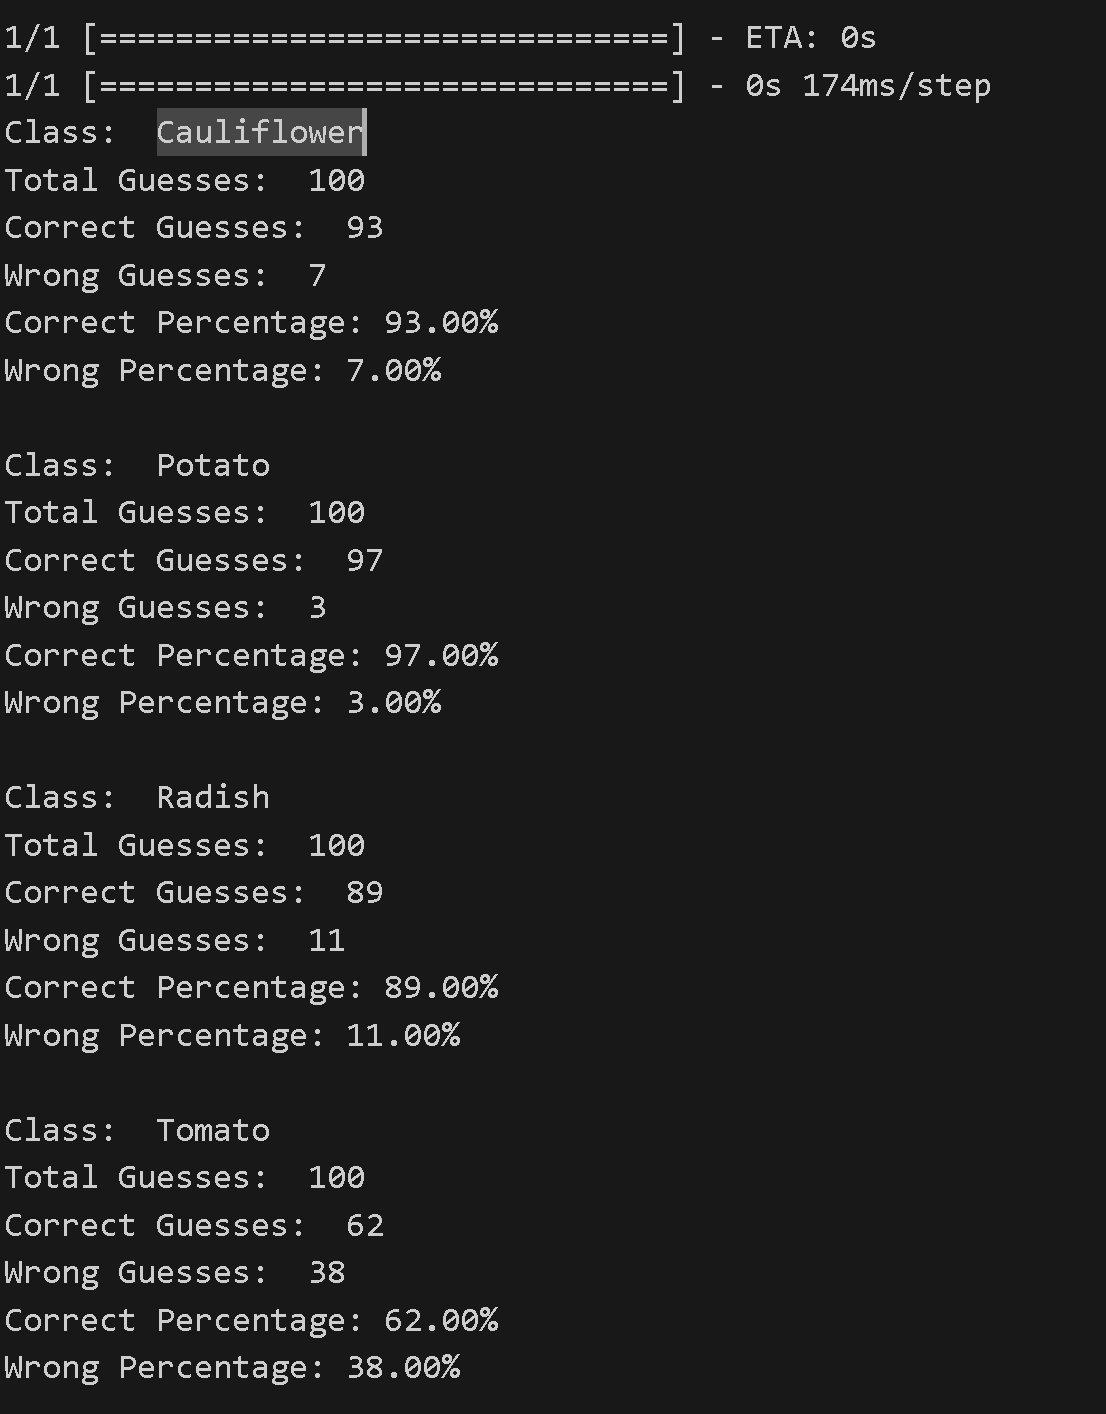 1/1 [==============================] - ETA: 0s
1/1 [==============================] - 0s 174ms/step
Class:  Cauliflower
Total Guesses:  100
Correct Guesses:  93
Wrong Guesses:  7
Correct Percentage: 93.00%
Wrong Percentage: 7.00%

Class:  Potato
Total Guesses:  100
Correct Guesses:  97
Wrong Guesses:  3
Correct Percentage: 97.00%
Wrong Percentage: 3.00%

Class:  Radish
Total Guesses:  100
Correct Guesses:  89
Wrong Guesses:  11
Correct Percentage: 89.00%
Wrong Percentage: 11.00%

Class:  Tomato
Total Guesses:  100
Correct Guesses:  62
Wrong Guesses:  38
Correct Percentage: 62.00%
Wrong Percentage: 38.00%